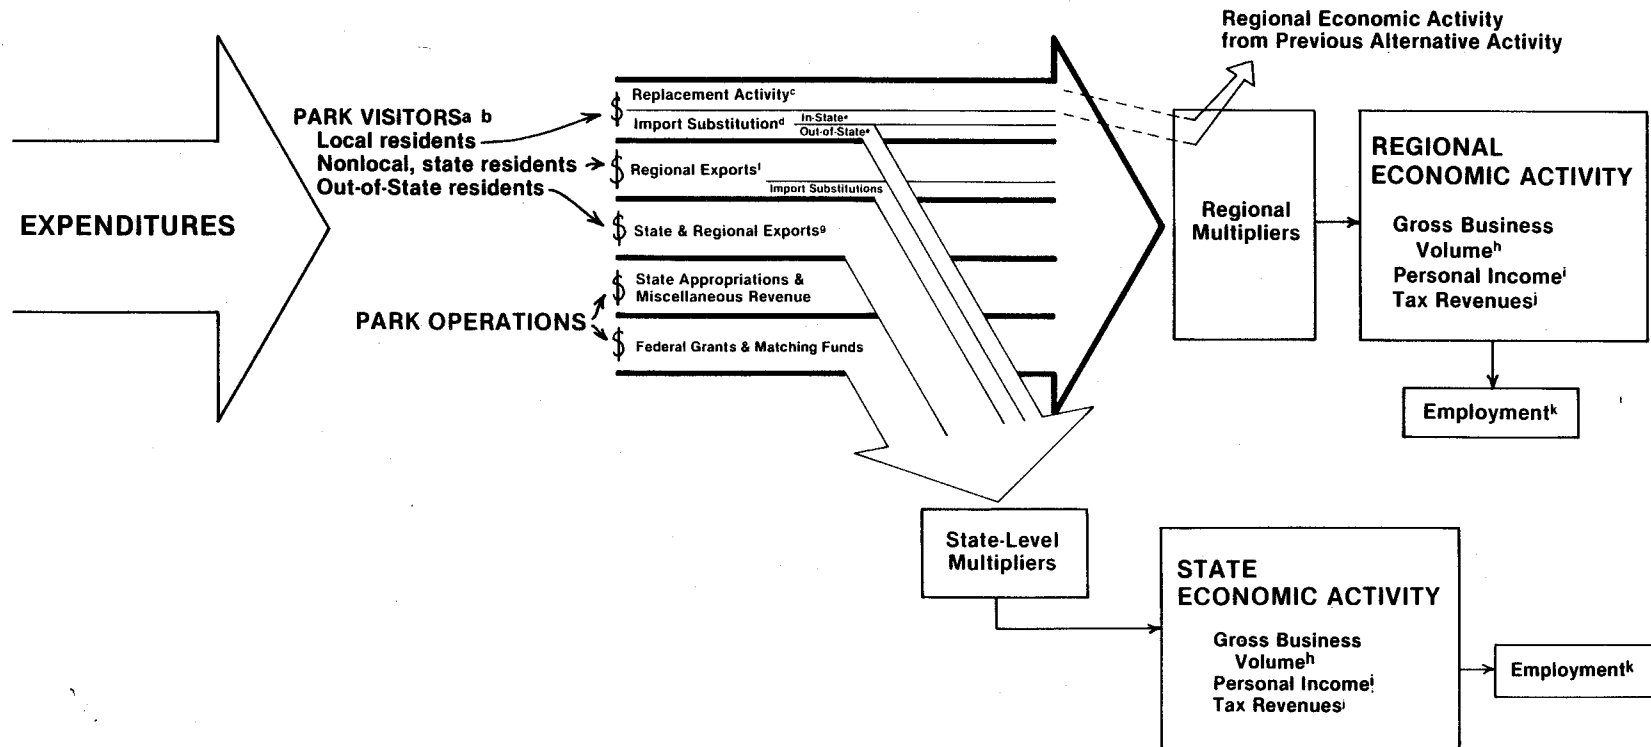 Regional Economic Activity
from Previous Alternative Activity
EXPENDITURES
PARK VISITORSᵃ ᵇ
Local residents
Nonlocal, state residents
Out-of-State residents
PARK OPERATIONS
$ Replacement Activityᶜ
Import Substitutionᵈ
In-Stateᵉ
Out-of-Stateᵉ
$ Regional Exportsᶠ
Import Substitutions
$ State & Regional Exportsᵍ
$ State Appropriations &
Miscellaneous Revenue
$ Federal Grants & Matching Funds
Regional
Multipliers
REGIONAL
ECONOMIC ACTIVITY
Gross Business
Volumeʰ
Personal Incomeⁱ
Tax Revenuesʲ
Employmentᵏ
State-Level
Multipliers
STATE
ECONOMIC ACTIVITY
Gross Business
Volumeʰ
Personal Incomeⁱ
Tax Revenuesʲ
Employmentᵏ